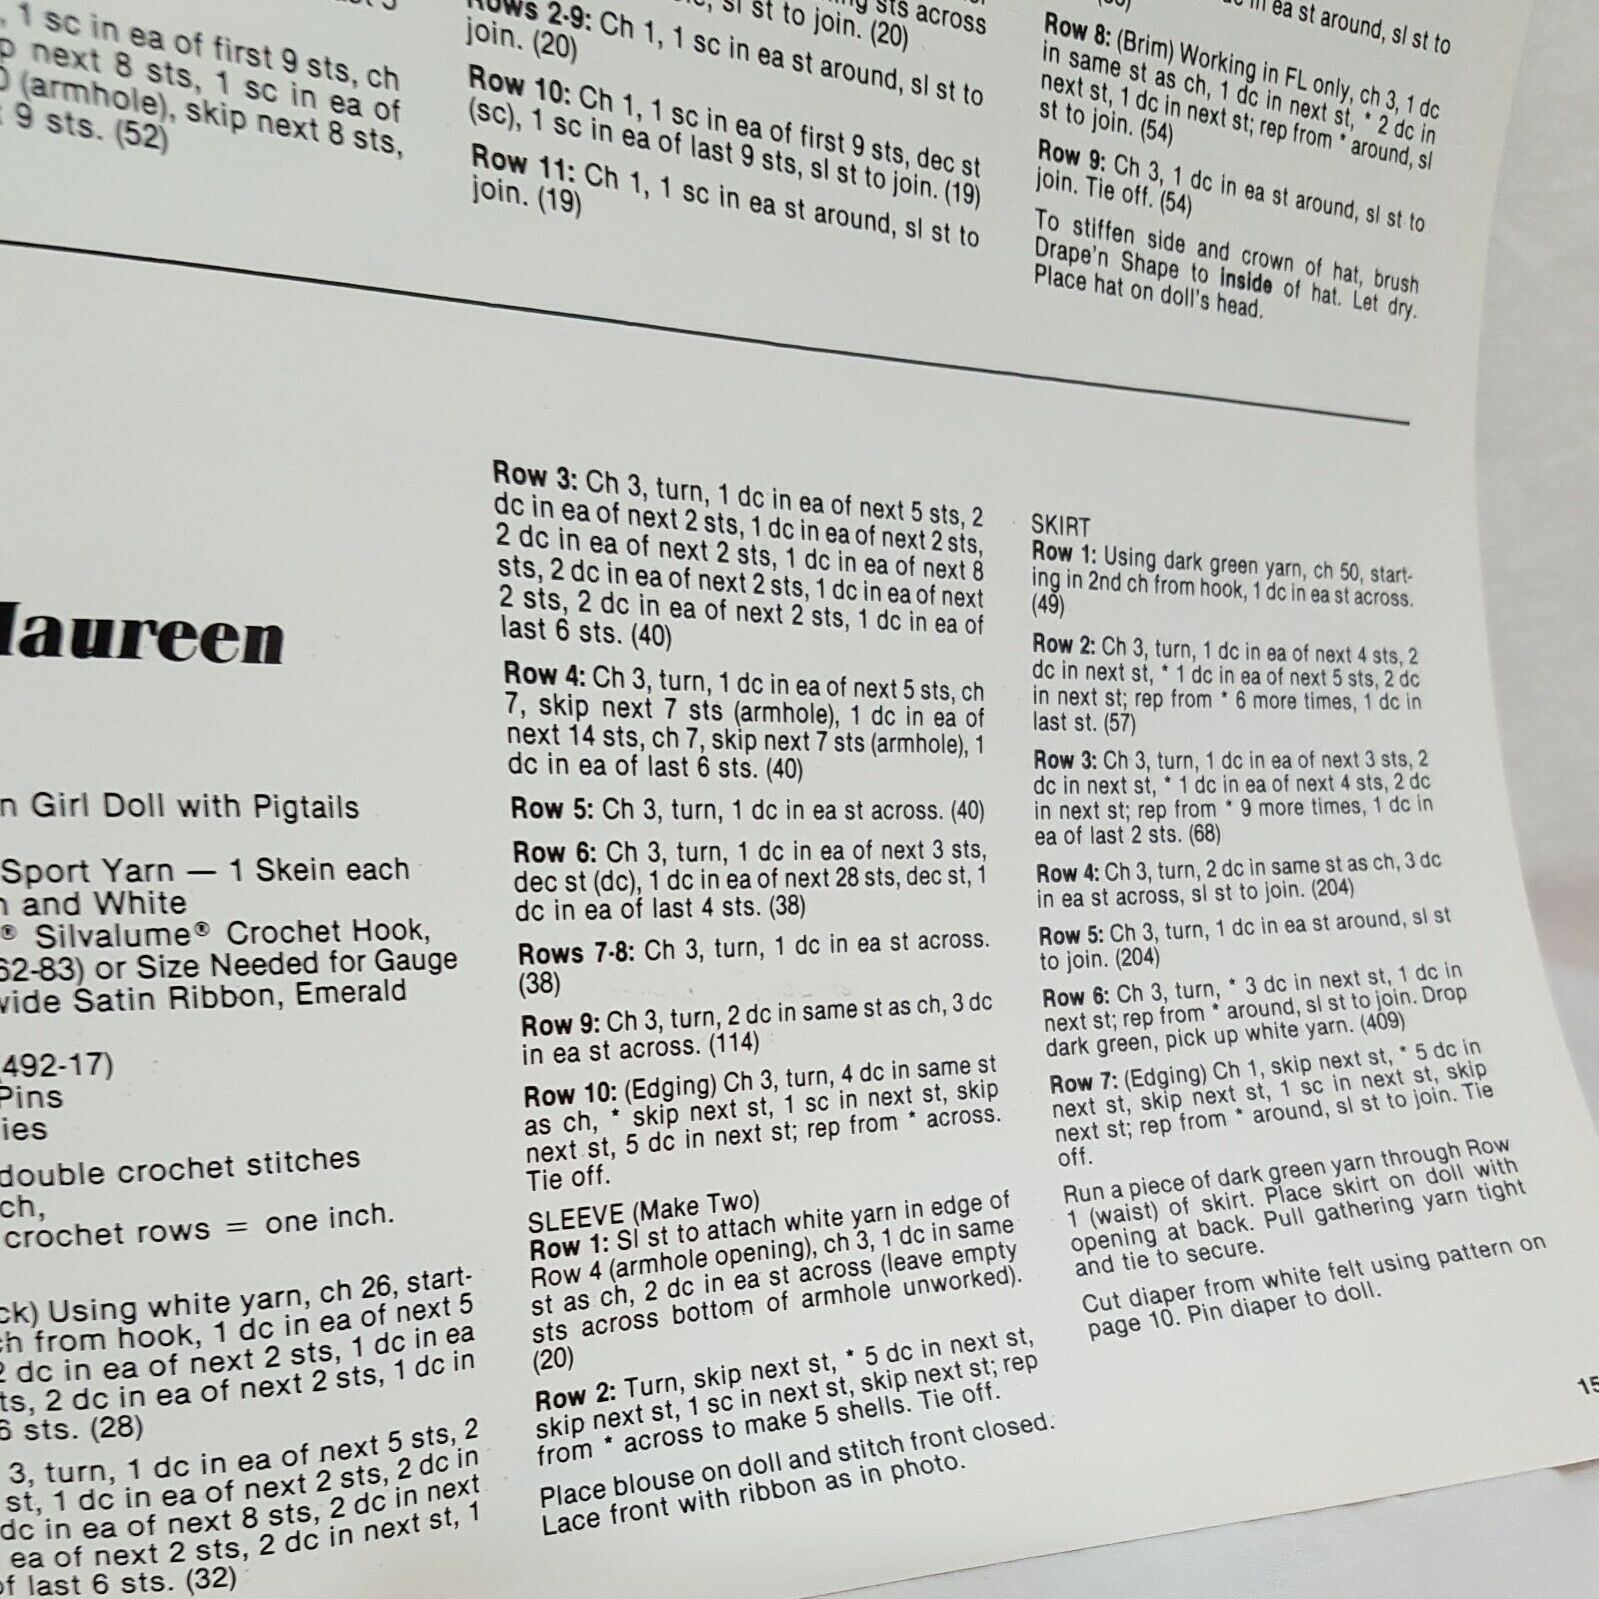 1 sc in ea of first 9 sts, ch
next 8 sts, 1 sc in ea of
(armhole), skip next 8 sts,
9 sts. (52)
sts across
sl st to join. (20)
Rows 2-9: Ch 1, 1 sc in ea st around, sl st to
join. (20)
Row 10: Ch 1, 1 sc in ea of first 9 sts, dec st
(sc), 1 sc in ea of last 9 sts, sl st to join. (19)
Row 11: Ch 1, 1 sc in ea st around, sl st to
join. (19)
in ea st around, sl st to
Row 8: (Brim) Working in FL only, ch 3, 1 dc
in same st as ch, 1 dc in next st, * 2 dc in
next st, 1 dc in next st; rep from * around, sl
st to join. (54)
Row 9: Ch 3, 1 dc in ea st around, sl st to
join. Tie off. (54)
To stiffen side and crown of hat, brush
Drape'n Shape to inside of hat. Let dry.
Place hat on doll's head.
aureen
n Girl Doll with Pigtails
Sport Yarn — 1 Skein each
and White
® Silvalume® Crochet Hook,
62-83) or Size Needed for Gauge
wide Satin Ribbon, Emerald
492-17)
Pins
ies
double crochet stitches
ch,
crochet rows = one inch.
ck) Using white yarn, ch 26, start-
ch from hook, 1 dc in ea of next 5
2 dc in ea of next 2 sts, 1 dc in ea
ts, 2 dc in ea of next 2 sts, 1 dc in
6 sts. (28)
3, turn, 1 dc in ea of next 5 sts, 2
st, 1 dc in ea of next 2 sts, 2 dc in
dc in ea of next 8 sts, 2 dc in next
ea of next 2 sts, 2 dc in next st, 1
of last 6 sts. (32)
Row 3: Ch 3, turn, 1 dc in ea of next 5 sts, 2
dc in ea of next 2 sts, 1 dc in ea of next 2 sts,
2 dc in ea of next 2 sts, 1 dc in ea of next 8
sts, 2 dc in ea of next 2 sts, 1 dc in ea of next
2 sts, 2 dc in ea of next 2 sts, 1 dc in ea of
last 6 sts. (40)
Row 4: Ch 3, turn, 1 dc in ea of next 5 sts, ch
7, skip next 7 sts (armhole), 1 dc in ea of
next 14 sts, ch 7, skip next 7 sts (armhole), 1
dc in ea of last 6 sts. (40)
Row 5: Ch 3, turn, 1 dc in ea st across. (40)
Row 6: Ch 3, turn, 1 dc in ea of next 3 sts,
dec st (dc), 1 dc in ea of next 28 sts, dec st, 1
dc in ea of last 4 sts. (38)
Rows 7-8: Ch 3, turn, 1 dc in ea st across.
(38)
Row 9: Ch 3, turn, 2 dc in same st as ch, 3 dc
in ea st across. (114)
Row 10: (Edging) Ch 3, turn, 4 dc in same st
as ch, * skip next st, 1 sc in next st, skip
next st, 5 dc in next st; rep from * across.
Tie off.
SLEEVE (Make Two)
Row 1: Sl st to attach white yarn in edge of
Row 4 (armhole opening), ch 3, 1 dc in same
st as ch, 2 dc in ea st across (leave empty
sts across bottom of armhole unworked).
(20)
Row 2: Turn, skip next st, * 5 dc in next st,
skip next st, 1 sc in next st, skip next st; rep
from * across to make 5 shells. Tie off.
Place blouse on doll and stitch front closed.
Lace front with ribbon as in photo.
SKIRT
Row 1: Using dark green yarn, ch 50, start-
ing in 2nd ch from hook, 1 dc in ea st across.
(49)
Row 2: Ch 3, turn, 1 dc in ea of next 4 sts, 2
dc in next st, * 1 dc in ea of next 5 sts, 2 dc
in next st; rep from * 6 more times, 1 dc in
last st. (57)
Row 3: Ch 3, turn, 1 dc in ea of next 3 sts, 2
dc in next st, * 1 dc in ea of next 4 sts, 2 dc
in next st; rep from * 9 more times, 1 dc in
ea of last 2 sts. (68)
Row 4: Ch 3, turn, 2 dc in same st as ch, 3 dc
in ea st across, sl st to join. (204)
Row 5: Ch 3, turn, 1 dc in ea st around, sl st
to join. (204)
Row 6: Ch 3, turn, * 3 dc in next st, 1 dc in
next st; rep from * around, sl st to join. Drop
dark green, pick up white yarn. (409)
Row 7: (Edging) Ch 1, skip next st, * 5 dc in
next st, skip next st, 1 sc in next st, skip
next st; rep from * around, sl st to join. Tie
off.
Run a piece of dark green yarn through Row
1 (waist) of skirt. Place skirt on doll with
opening at back. Pull gathering yarn tight
and tie to secure.
Cut diaper from white felt using pattern on
page 10. Pin diaper to doll.
15